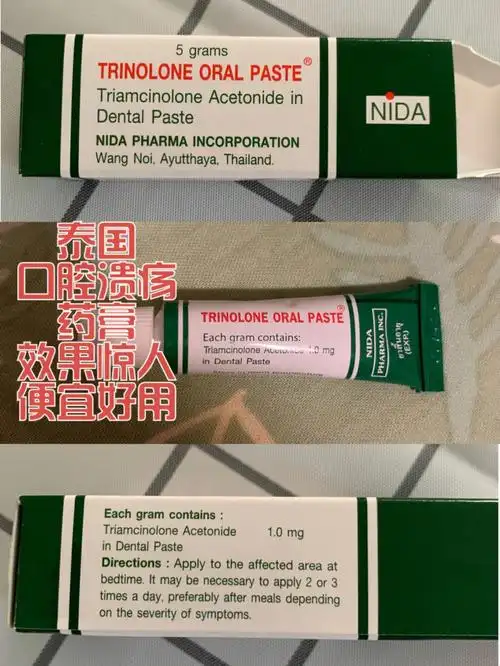 5 grams
TRINOLONE ORAL PASTE®
Triamcinolone Acetonide in
Dental Paste
NIDA PHARMA INCORPORATION
Wang Noi, Ayutthaya, Thailand.
NIDA
泰国
口腔溃疡
药膏
效果惊人
便宜好用
TRINOLONE ORAL PASTE®
Each gram contains:
Triamcinolone Acetonide 1.0 mg
in Dental Paste
NIDA
PHARMA INC.
(EXP.)
Each gram contains :
Triamcinolone Acetonide 1.0 mg
in Dental Paste
Directions : Apply to the affected area at
bedtime. It may be necessary to apply 2 or 3
times a day, preferably after meals depending
on the severity of symptoms.